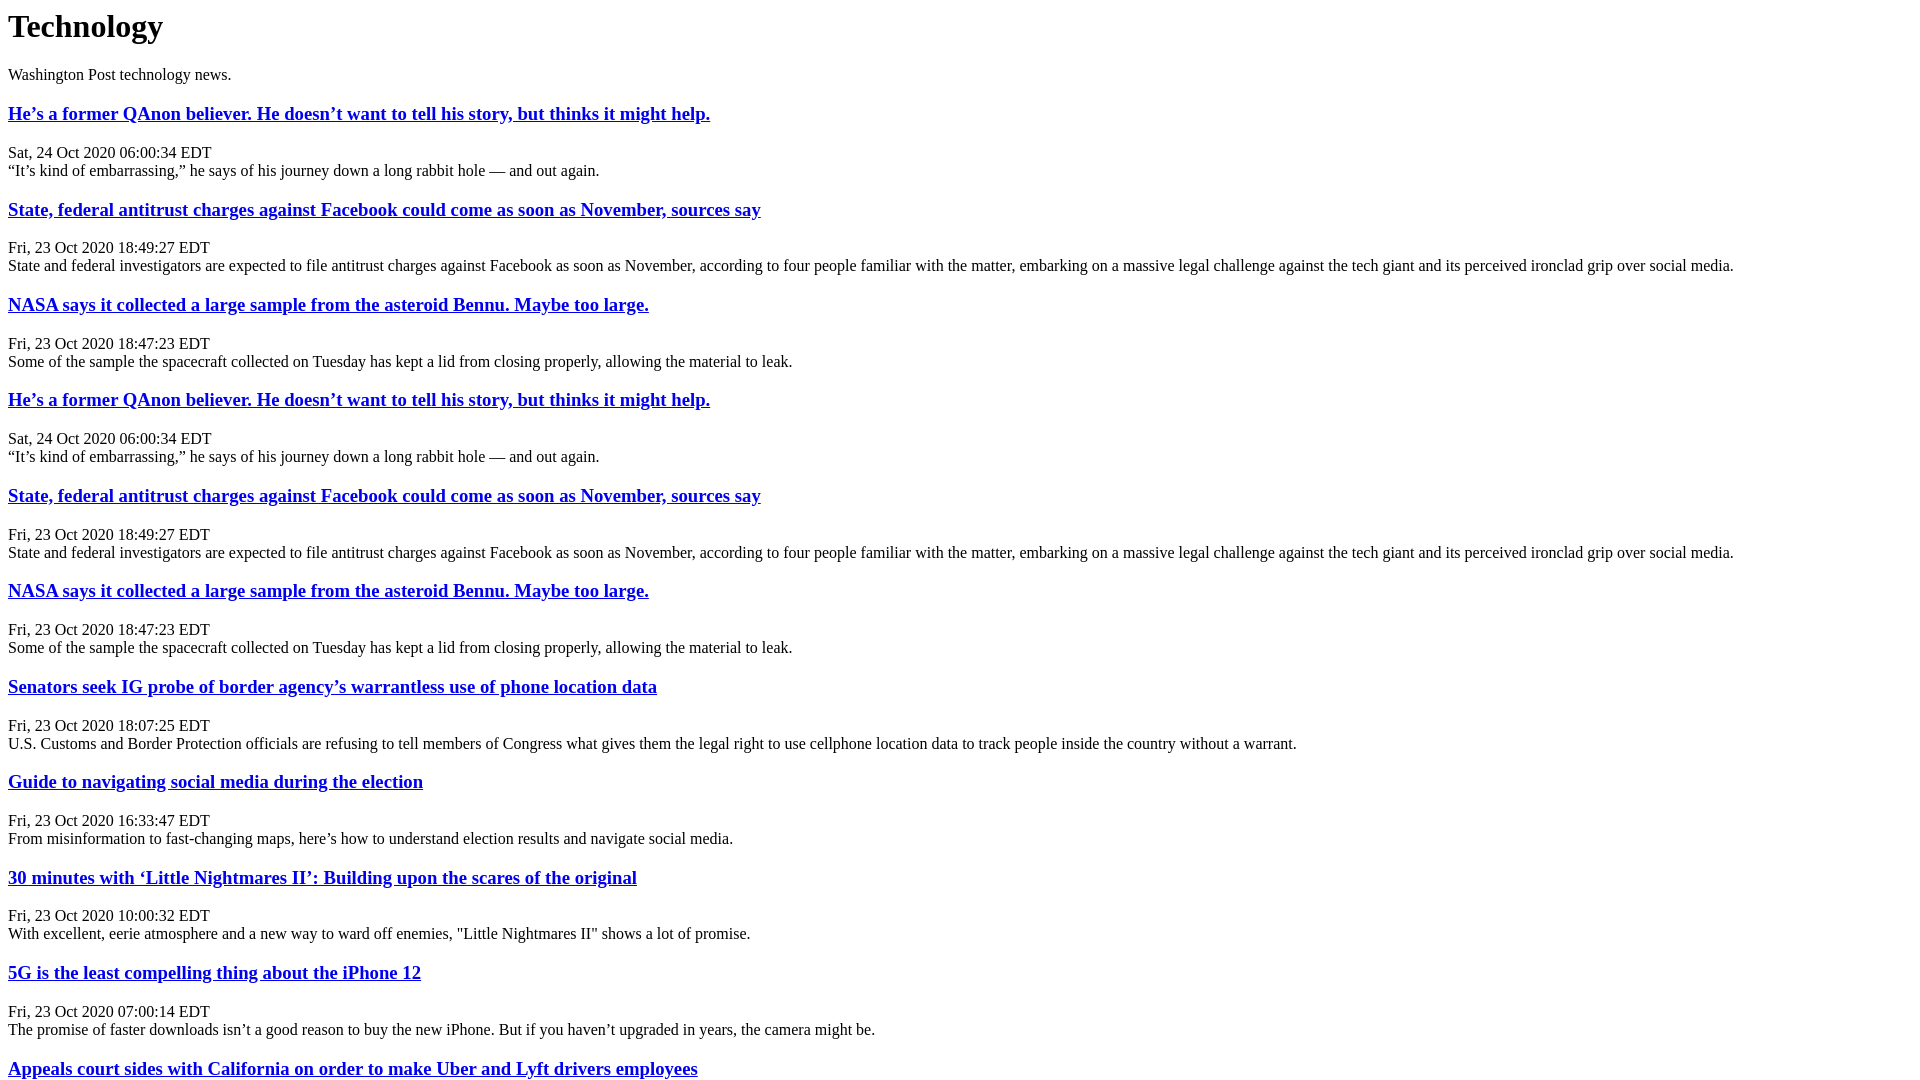 Technology
Washington Post technology news.
He’s a former QAnon believer. He doesn’t want to tell his story, but thinks it might help.
Sat, 24 Oct 2020 06:00:34 EDT
“It’s kind of embarrassing,” he says of his journey down a long rabbit hole — and out again.
State, federal antitrust charges against Facebook could come as soon as November, sources say
Fri, 23 Oct 2020 18:49:27 EDT
State and federal investigators are expected to file antitrust charges against Facebook as soon as November, according to four people familiar with the matter, embarking on a massive legal challenge against the tech giant and its perceived ironclad grip over social media.
NASA says it collected a large sample from the asteroid Bennu. Maybe too large.
Fri, 23 Oct 2020 18:47:23 EDT
Some of the sample the spacecraft collected on Tuesday has kept a lid from closing properly, allowing the material to leak.
He’s a former QAnon believer. He doesn’t want to tell his story, but thinks it might help.
Sat, 24 Oct 2020 06:00:34 EDT
“It’s kind of embarrassing,” he says of his journey down a long rabbit hole — and out again.
State, federal antitrust charges against Facebook could come as soon as November, sources say
Fri, 23 Oct 2020 18:49:27 EDT
State and federal investigators are expected to file antitrust charges against Facebook as soon as November, according to four people familiar with the matter, embarking on a massive legal challenge against the tech giant and its perceived ironclad grip over social media.
NASA says it collected a large sample from the asteroid Bennu. Maybe too large.
Fri, 23 Oct 2020 18:47:23 EDT
Some of the sample the spacecraft collected on Tuesday has kept a lid from closing properly, allowing the material to leak.
Senators seek IG probe of border agency’s warrantless use of phone location data
Fri, 23 Oct 2020 18:07:25 EDT
U.S. Customs and Border Protection officials are refusing to tell members of Congress what gives them the legal right to use cellphone location data to track people inside the country without a warrant.
Guide to navigating social media during the election
Fri, 23 Oct 2020 16:33:47 EDT
From misinformation to fast-changing maps, here’s how to understand election results and navigate social media.
30 minutes with ‘Little Nightmares II’: Building upon the scares of the original
Fri, 23 Oct 2020 10:00:32 EDT
With excellent, eerie atmosphere and a new way to ward off enemies, "Little Nightmares II" shows a lot of promise.
5G is the least compelling thing about the iPhone 12
Fri, 23 Oct 2020 07:00:14 EDT
The promise of faster downloads isn’t a good reason to buy the new iPhone. But if you haven’t upgraded in years, the camera might be.
Appeals court sides with California on order to make Uber and Lyft drivers employees